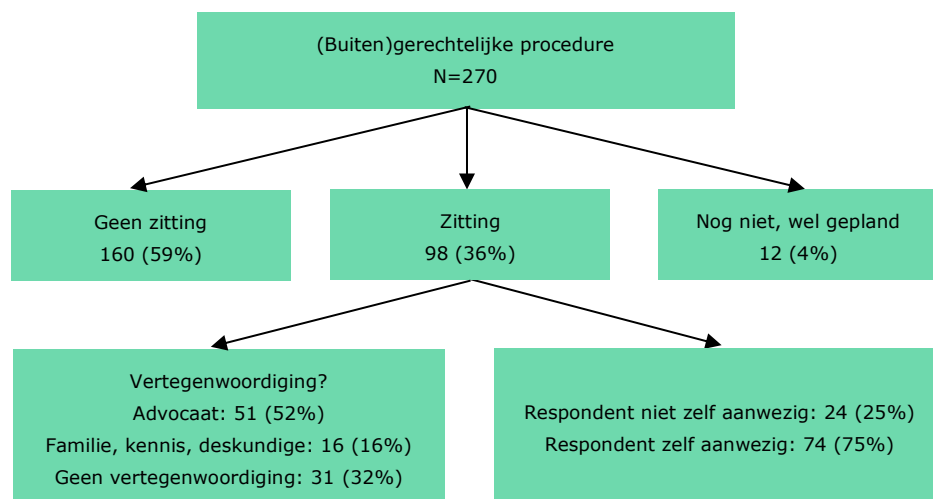 (Buiten)gerechtelijke procedure
N=270
Geen zitting
160 (59%)
Zitting
98 (36%)
Nog niet, wel gepland
12 (4%)
Vertegenwoordiging?
Advocaat: 51 (52%)
Familie, kennis, deskundige: 16 (16%)
Geen vertegenwoordiging: 31 (32%)
Respondent niet zelf aanwezig: 24 (25%)
Respondent zelf aanwezig: 74 (75%)